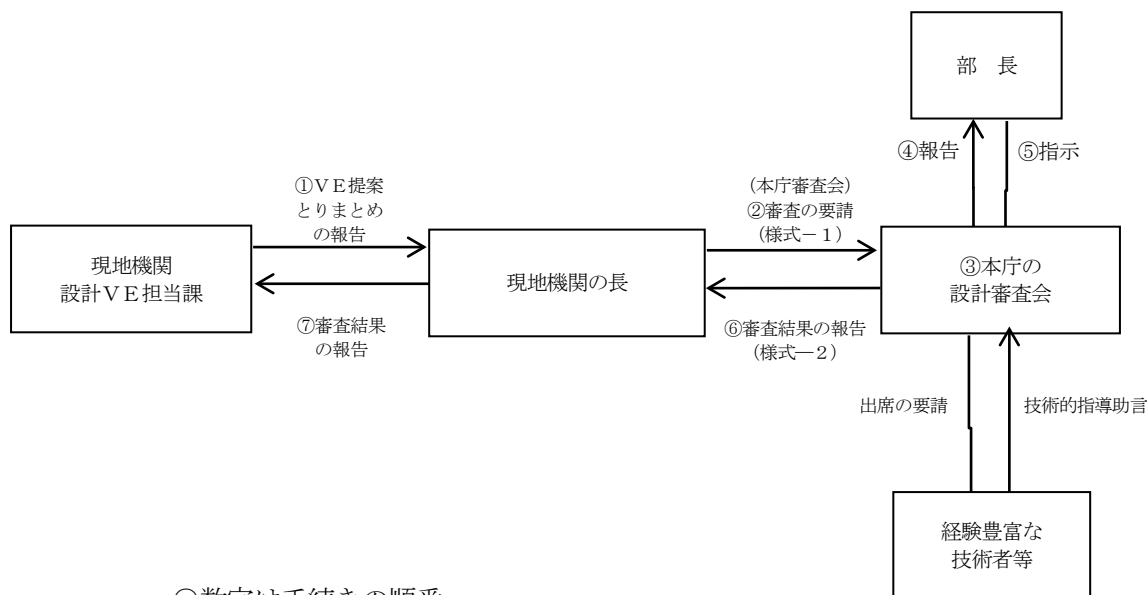 部　長
④報告
⑤指示
①ＶＥ提案
とりまとめ
の報告
(本庁審査会)
②審査の要請
(様式－１)
現地機関
設計ＶＥ担当課
現地機関の長
③本庁の
設計審査会
⑦審査結果
の報告
⑥審査結果の報告
(様式―２)
出席の要請
技術的指導助言
経験豊富な
技術者等
○数字は手続きの順番